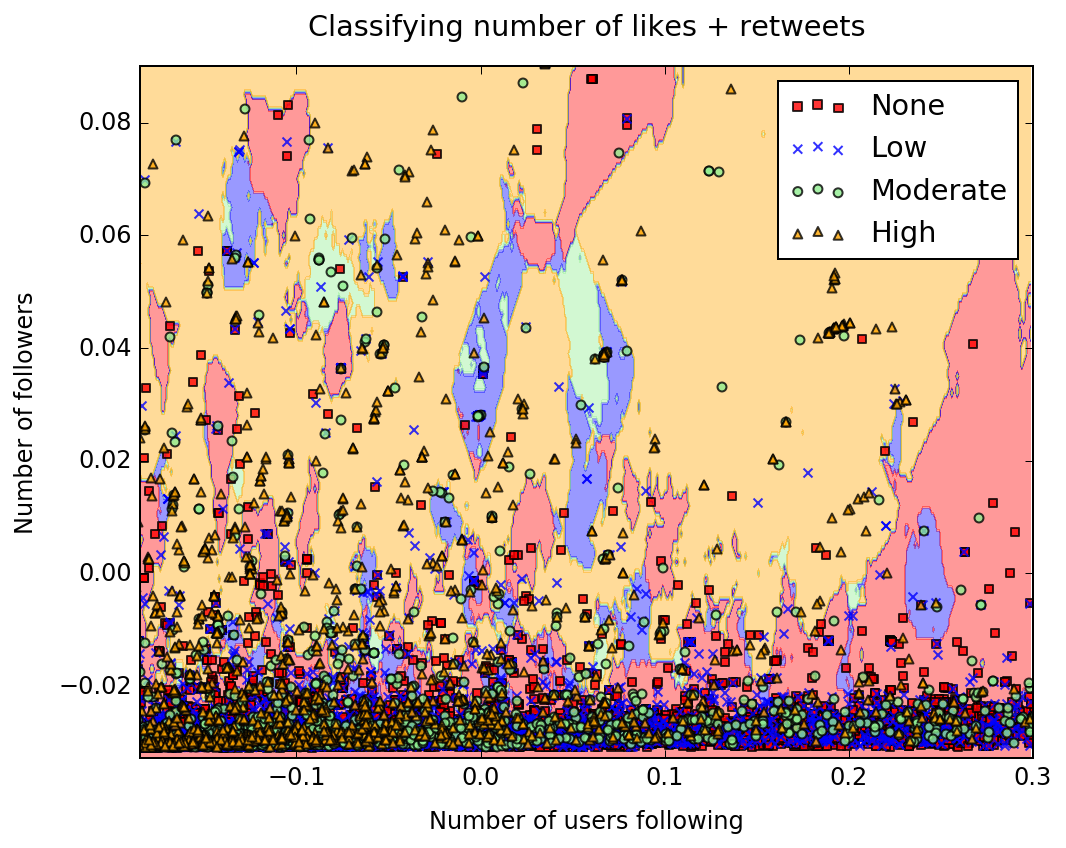 Classifying number of likes + retweets
None
Low
Moderate
High
Number of followers
0.08
0.06
0.04
0.02
0.00
−0.02
−0.1
0.0
0.1
0.2
0.3
Number of users following